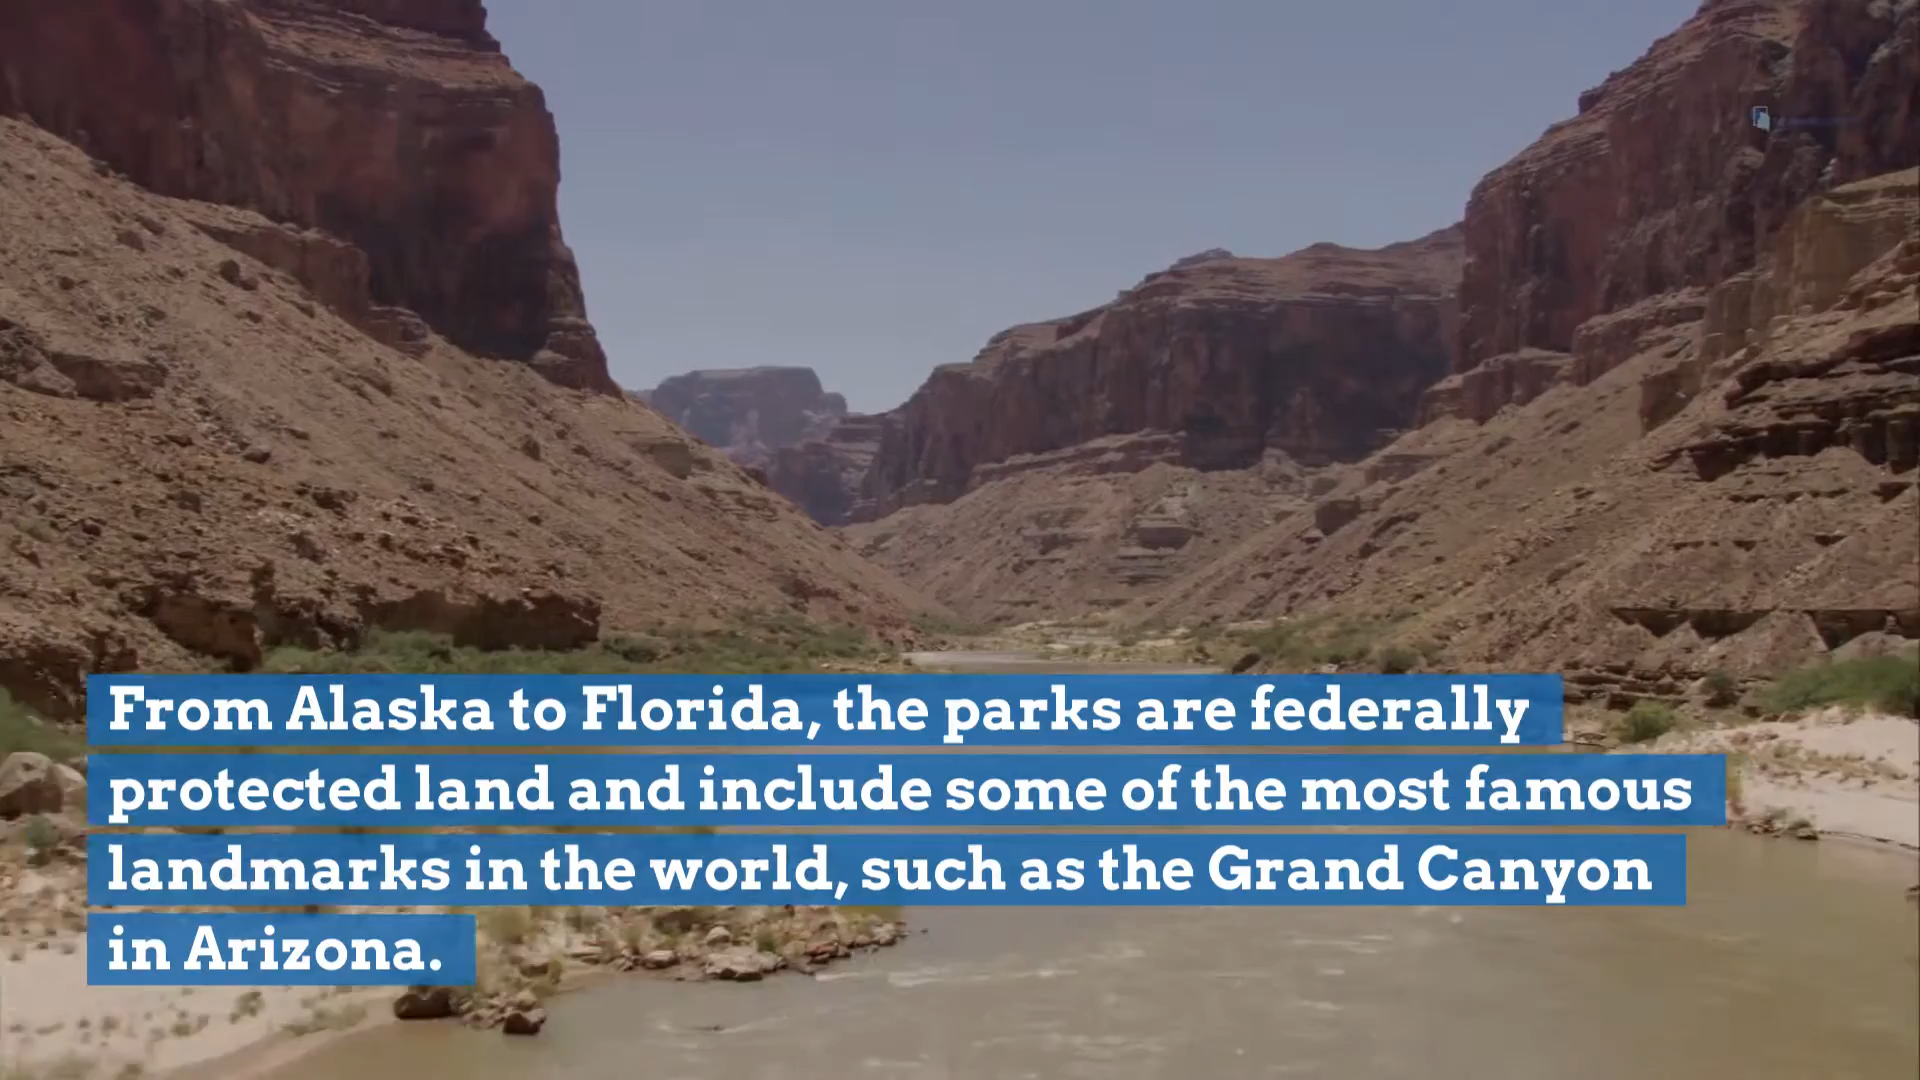 From Alaska to Florida, the parks are federally
protected land and include some of the most famous
landmarks in the world, such as the Grand Canyon
in Arizona.